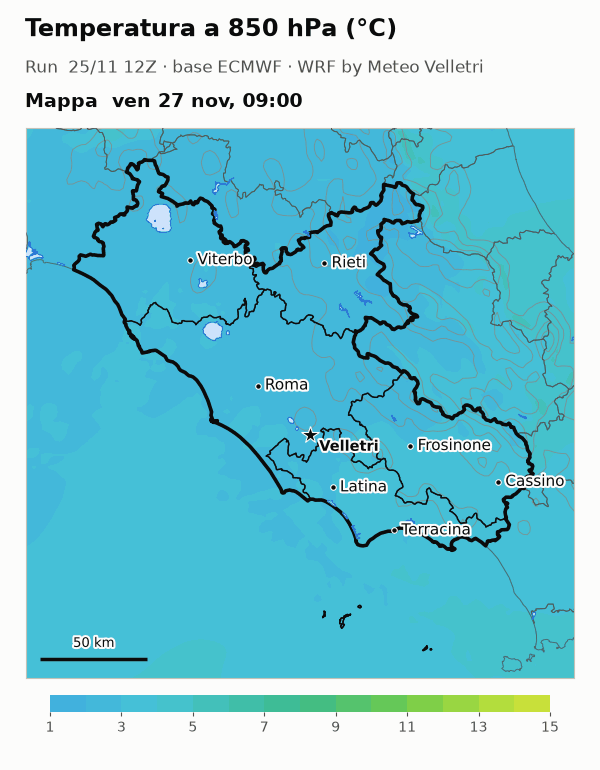 Temperatura a 850 hPa (°C)
Run  25/11 12Z · base ECMWF · WRF by Meteo Velletri
Mappa  ven 27 nov, 09:00
Viterbo
Rieti
Roma
Velletri
Frosinone
Cassino
Latina
Terracina
50 km
1 3 5 7 9 11 13 15